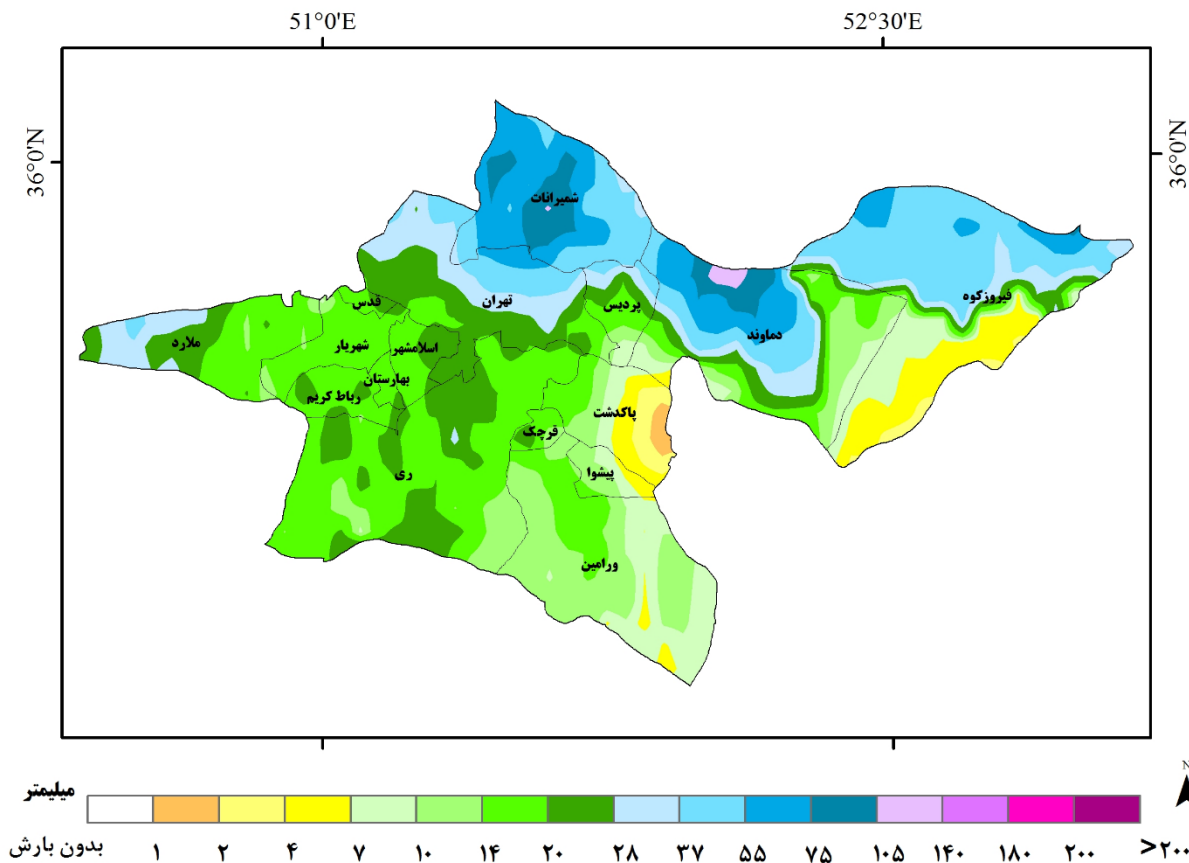 51°0'E 52°30'E
36°0'N 36°0'N
شمیرانات
فیروزکوه
تهران
پردیس
قدس
دماوند
ملارد
شهریار
اسلامشهر
بهارستان
رباط کریم
پاکدشت
قرچک
ری
پیشوا
ورامین
N
میلیمتر
بدون بارش ۱ ۲ ۴ ۷ ۱۰ ۱۴ ۲۰ ۲۸ ۳۷ ۵۵ ۷۵ ۱۰۵ ۱۴۰ ۱۸۰ ۲۰۰ >۲۰۰